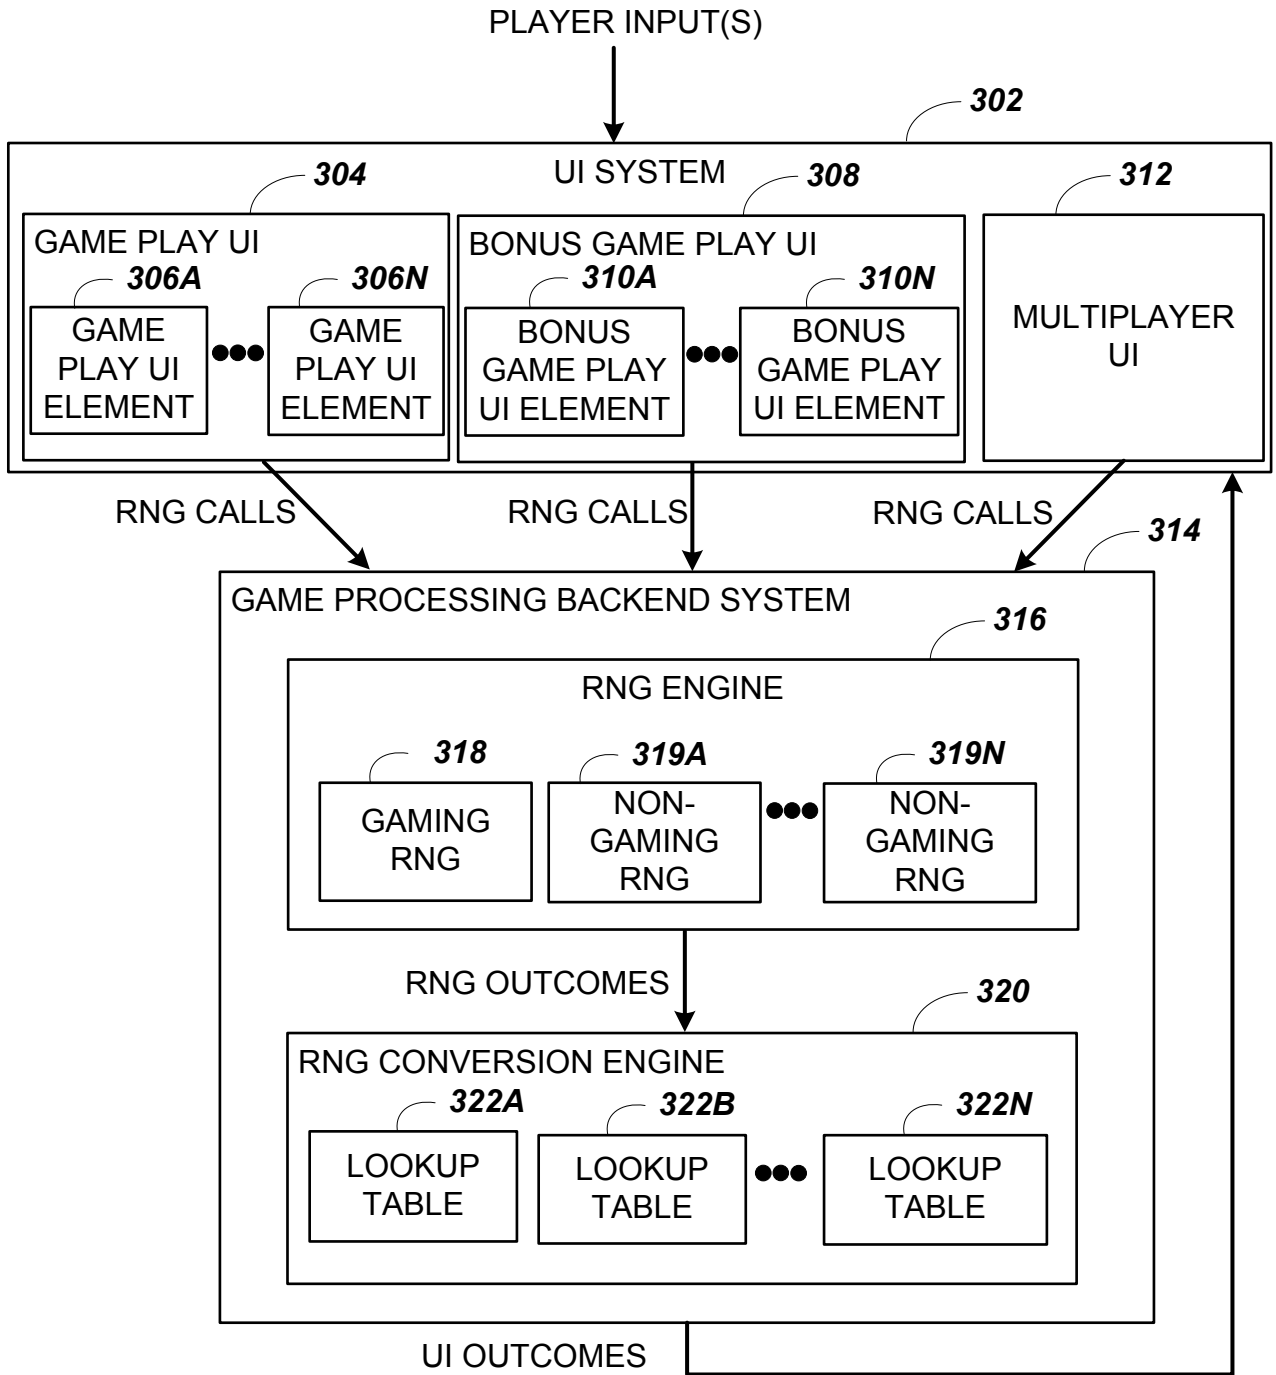 PLAYER INPUT(S)
302
UI SYSTEM
304
308
312
GAME PLAY UI
BONUS GAME PLAY UI
306A
306N
310A
310N
GAME
PLAY UI
ELEMENT
GAME
PLAY UI
ELEMENT
BONUS
GAME PLAY
UI ELEMENT
BONUS
GAME PLAY
UI ELEMENT
MULTIPLAYER
UI
RNG CALLS
RNG CALLS
RNG CALLS
314
GAME PROCESSING BACKEND SYSTEM
316
RNG ENGINE
318
319A
319N
GAMING
RNG
NON-
GAMING
RNG
NON-
GAMING
RNG
RNG OUTCOMES
320
RNG CONVERSION ENGINE
322A
322B
322N
LOOKUP
TABLE
LOOKUP
TABLE
LOOKUP
TABLE
UI OUTCOMES